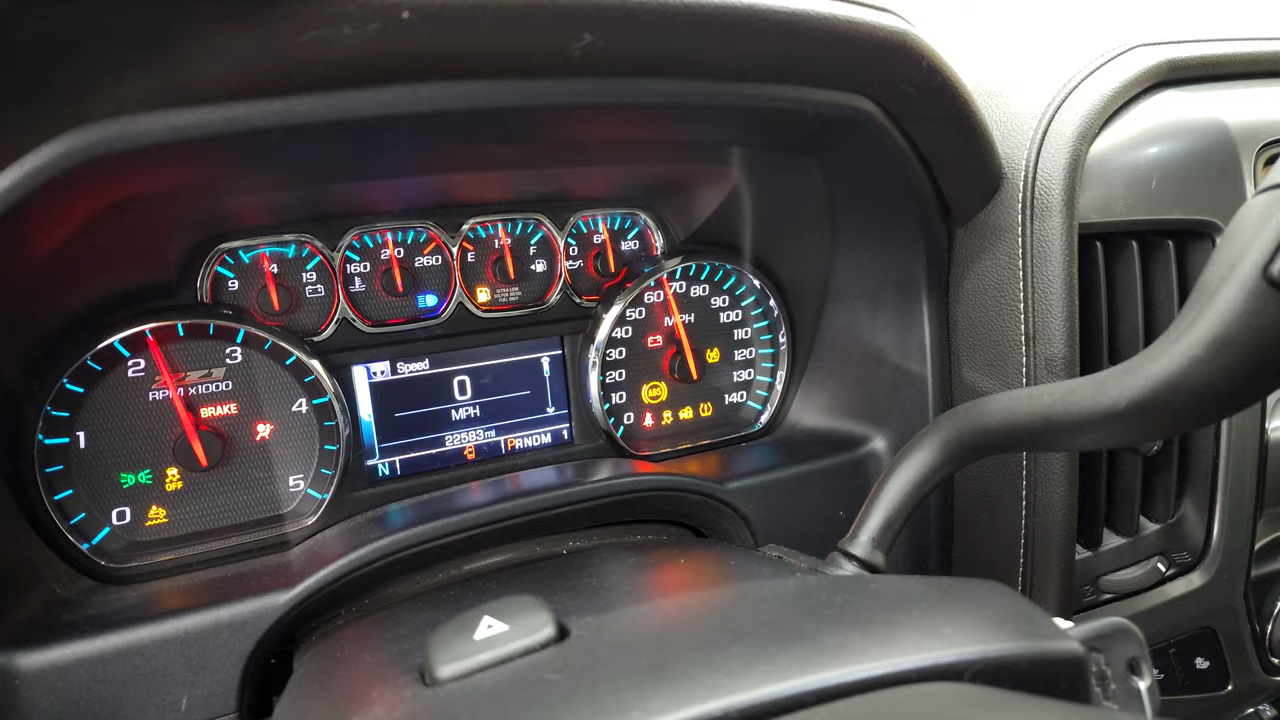 9 14 19
160 210 260
E 1/2 F
ULTRA LOW
SULFUR DIESEL
FUEL ONLY
0 60 120
0 1 2 3 4 5
Z71
RPM x1000
BRAKE
OFF
Speed
0
MPH
22583mi
N
PRNDM 1
0 10 20 30 40 50 60 70 80 90 100 110 120 130 140
MPH
ABS